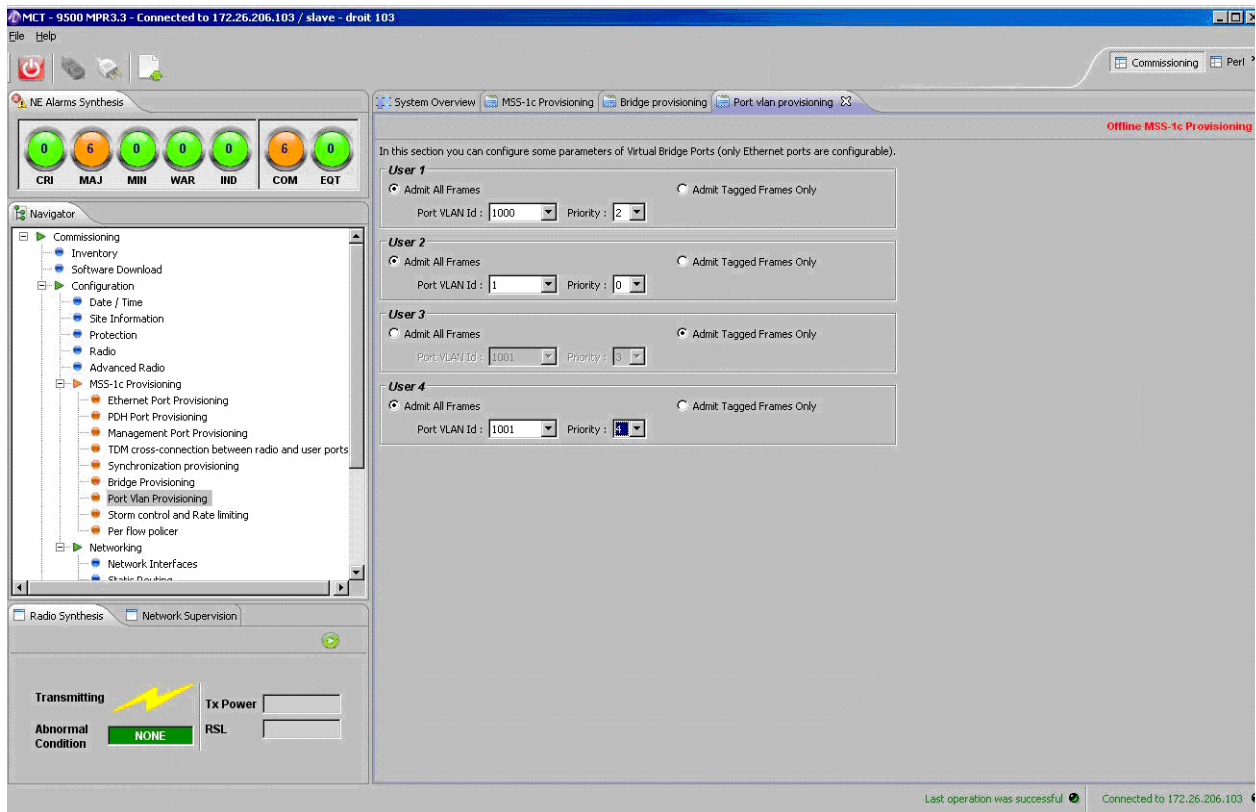 MCT - 9500 MPR3.3 - Connected to 172.26.206.103 / slave - droit 103
File Help
Commissioning Perl
NE Alarms Synthesis
0 6 0 0 0 6 0
CRI MAJ MIN WAR IND COM EQT
Navigator
Commissioning
Inventory
Software Download
Configuration
Date / Time
Site Information
Protection
Radio
Advanced Radio
MSS-1c Provisioning
Ethernet Port Provisioning
PDH Port Provisioning
Management Port Provisioning
TDM cross-connection between radio and user ports
Synchronization provisioning
Bridge Provisioning
Port Vlan Provisioning
Storm control and Rate limiting
Per flow policer
Networking
Network Interfaces
Static Routing
Radio Synthesis Network Supervision
Transmitting
Tx Power
Abnormal Condition
NONE
RSL
System Overview MSS-1c Provisioning Bridge provisioning Port vlan provisioning
Offline MSS-1c Provisioning
In this section you can configure some parameters of Virtual Bridge Ports (only Ethernet ports are configurable).
User 1
Admit All Frames Admit Tagged Frames Only
Port VLAN Id : 1000 Priority : 2
User 2
Admit All Frames Admit Tagged Frames Only
Port VLAN Id : 1 Priority : 0
User 3
Admit All Frames Admit Tagged Frames Only
Port VLAN Id : 1001 Priority : 3
User 4
Admit All Frames Admit Tagged Frames Only
Port VLAN Id : 1001 Priority : 4
Last operation was successful Connected to 172.26.206.103